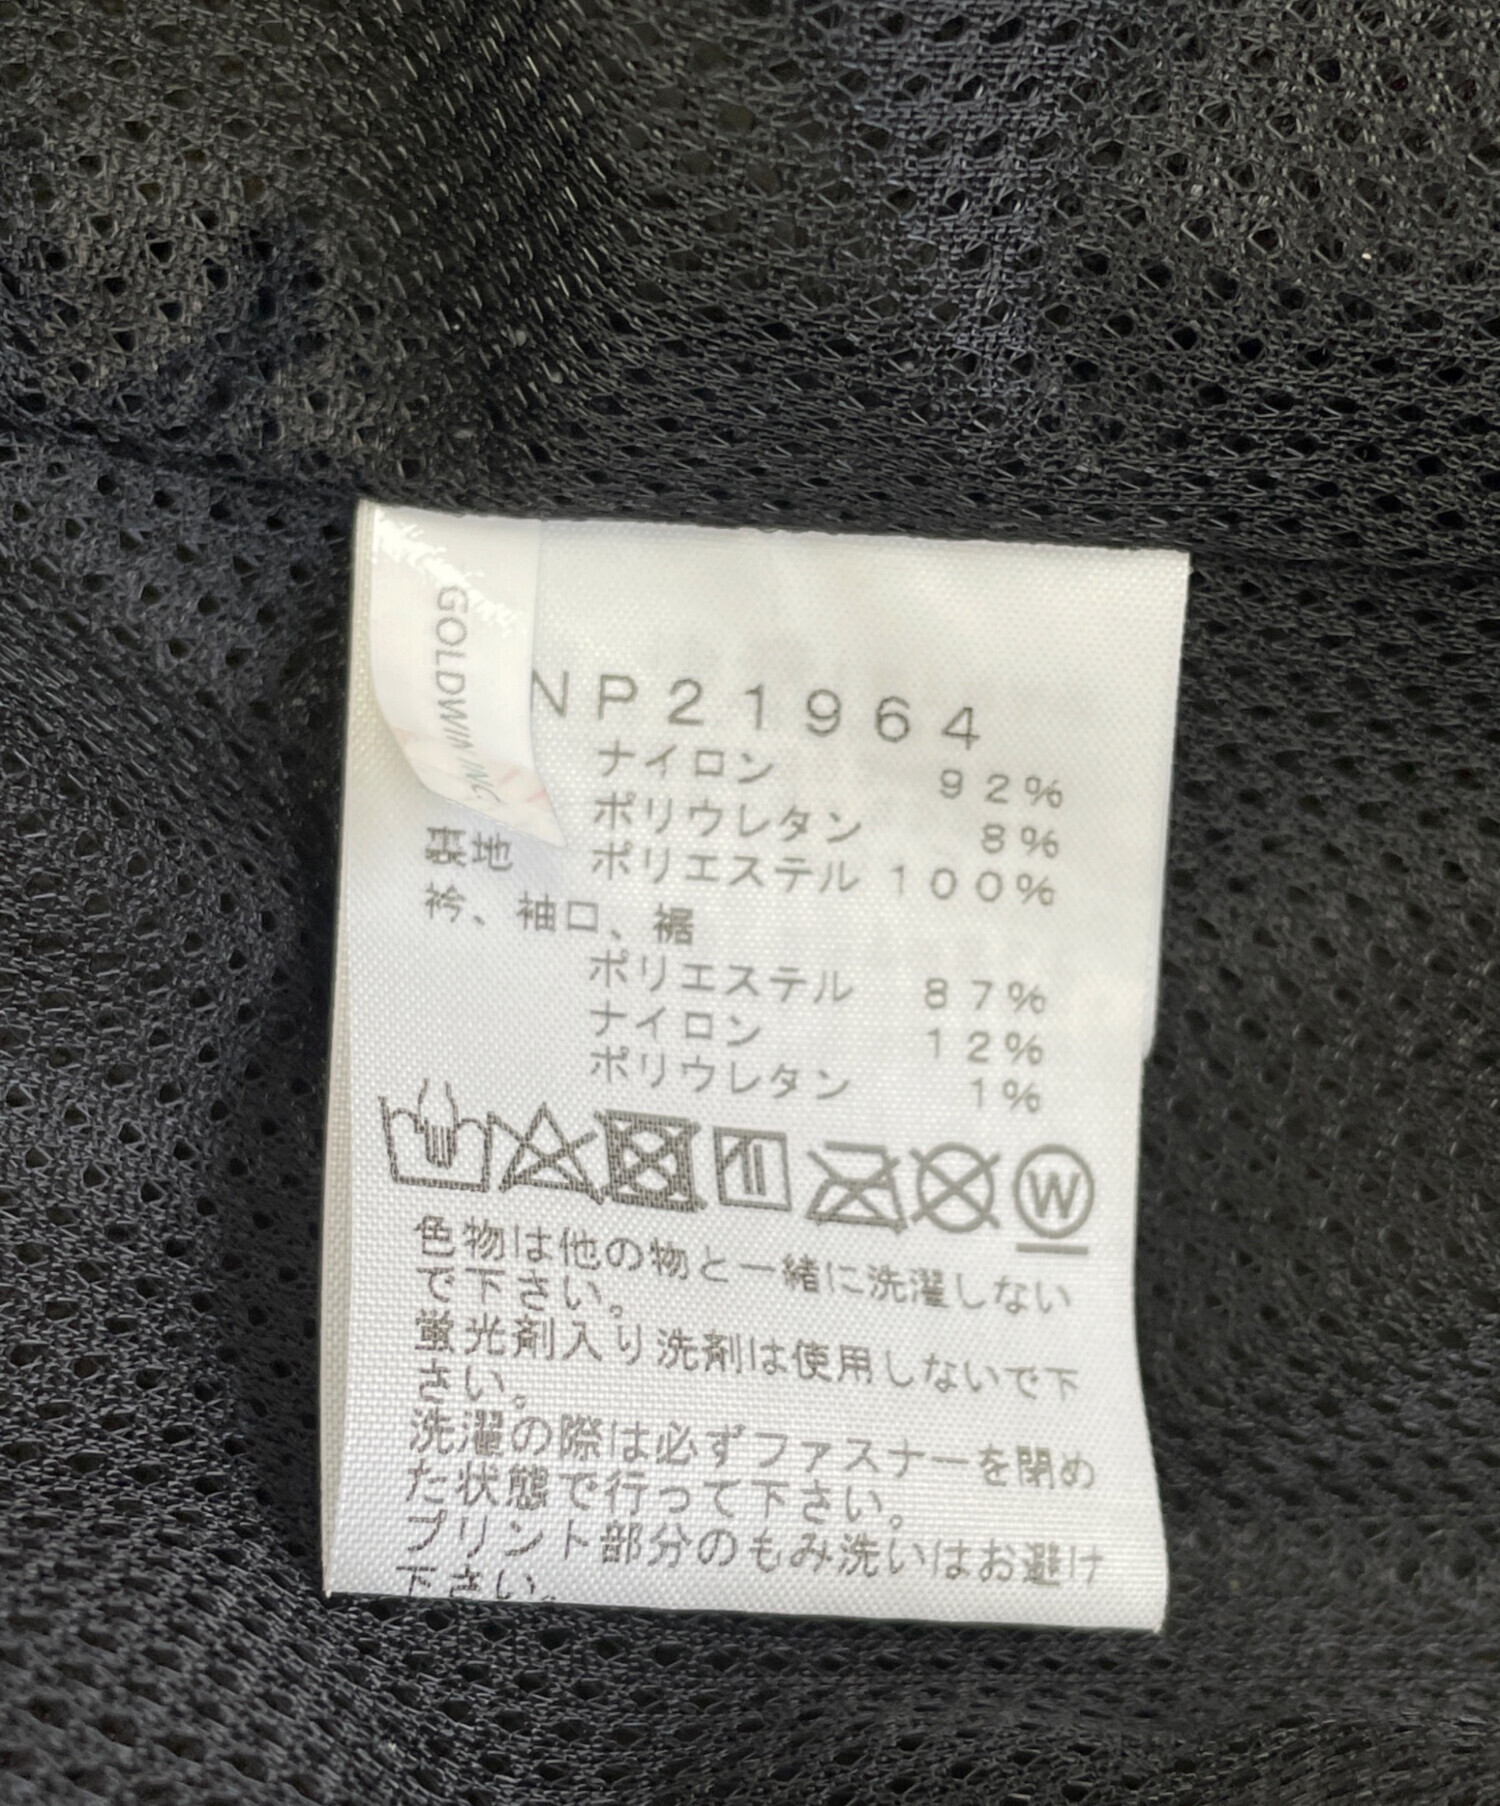 GOLDWIN INC.
NP21964
ナイロン 92%
ポリウレタン 8%
裏地 ポリエステル 100%
衿、袖口、裾
ポリエステル 87%
ナイロン 12%
ポリウレタン 1%
W
色物は他の物と一緒に洗濯しない
で下さい。
蛍光剤入り洗剤は使用しないで下
さい。
洗濯の際は必ずファスナーを閉め
た状態で行って下さい。
プリント部分のもみ洗いはお避け
下さい。